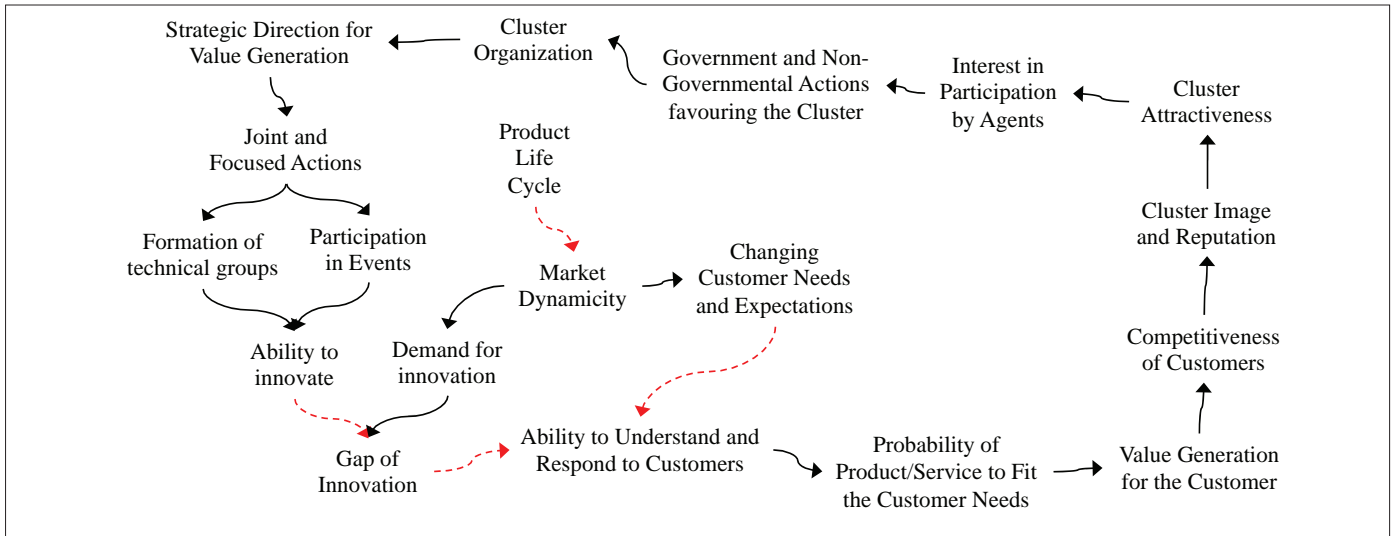 Strategic Direction for
Value Generation
Cluster
Organization
Government and Non-
Governmental Actions
favouring the Cluster
Interest in
Participation
by Agents
Cluster
Attractiveness
Joint and
Focused Actions
Product
Life
Cycle
Cluster Image
and Reputation
Formation of
technical groups
Participation
in Events
Market
Dynamicity
Changing
Customer Needs
and Expectations
Ability to
innovate
Demand for
innovation
Competitiveness
of Customers
Gap of
Innovation
Ability to Understand and
Respond to Customers
Probability of
Product/Service to Fit
the Customer Needs
Value Generation
for the Customer